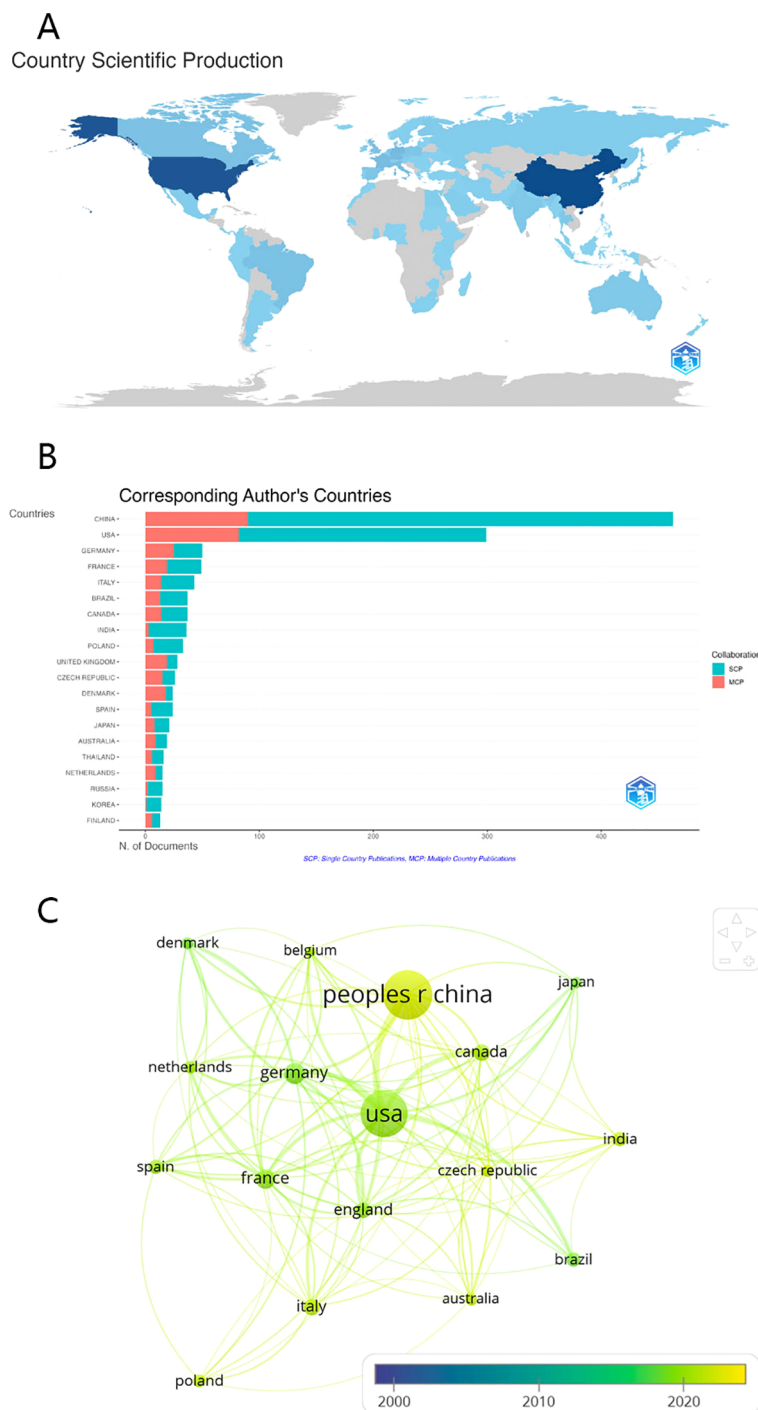 A
Country Scientific Production
B
Corresponding Author's Countries
Countries
CHINA
USA
GERMANY
FRANCE
ITALY
BRAZIL
CANADA
INDIA
POLAND
UNITED KINGDOM
CZECH REPUBLIC
DENMARK
SPAIN
JAPAN
AUSTRALIA
THAILAND
NETHERLANDS
RUSSIA
KOREA
FINLAND
Collaboration
SCP
MCP
0 100 200 300 400
N. of Documents
SCP: Single Country Publications, MCP: Multiple Country Publications
C
denmark
belgium
peoples r china
japan
canada
netherlands
germany
usa
india
spain
czech republic
france
england
brazil
australia
italy
poland
2000 2010 2020